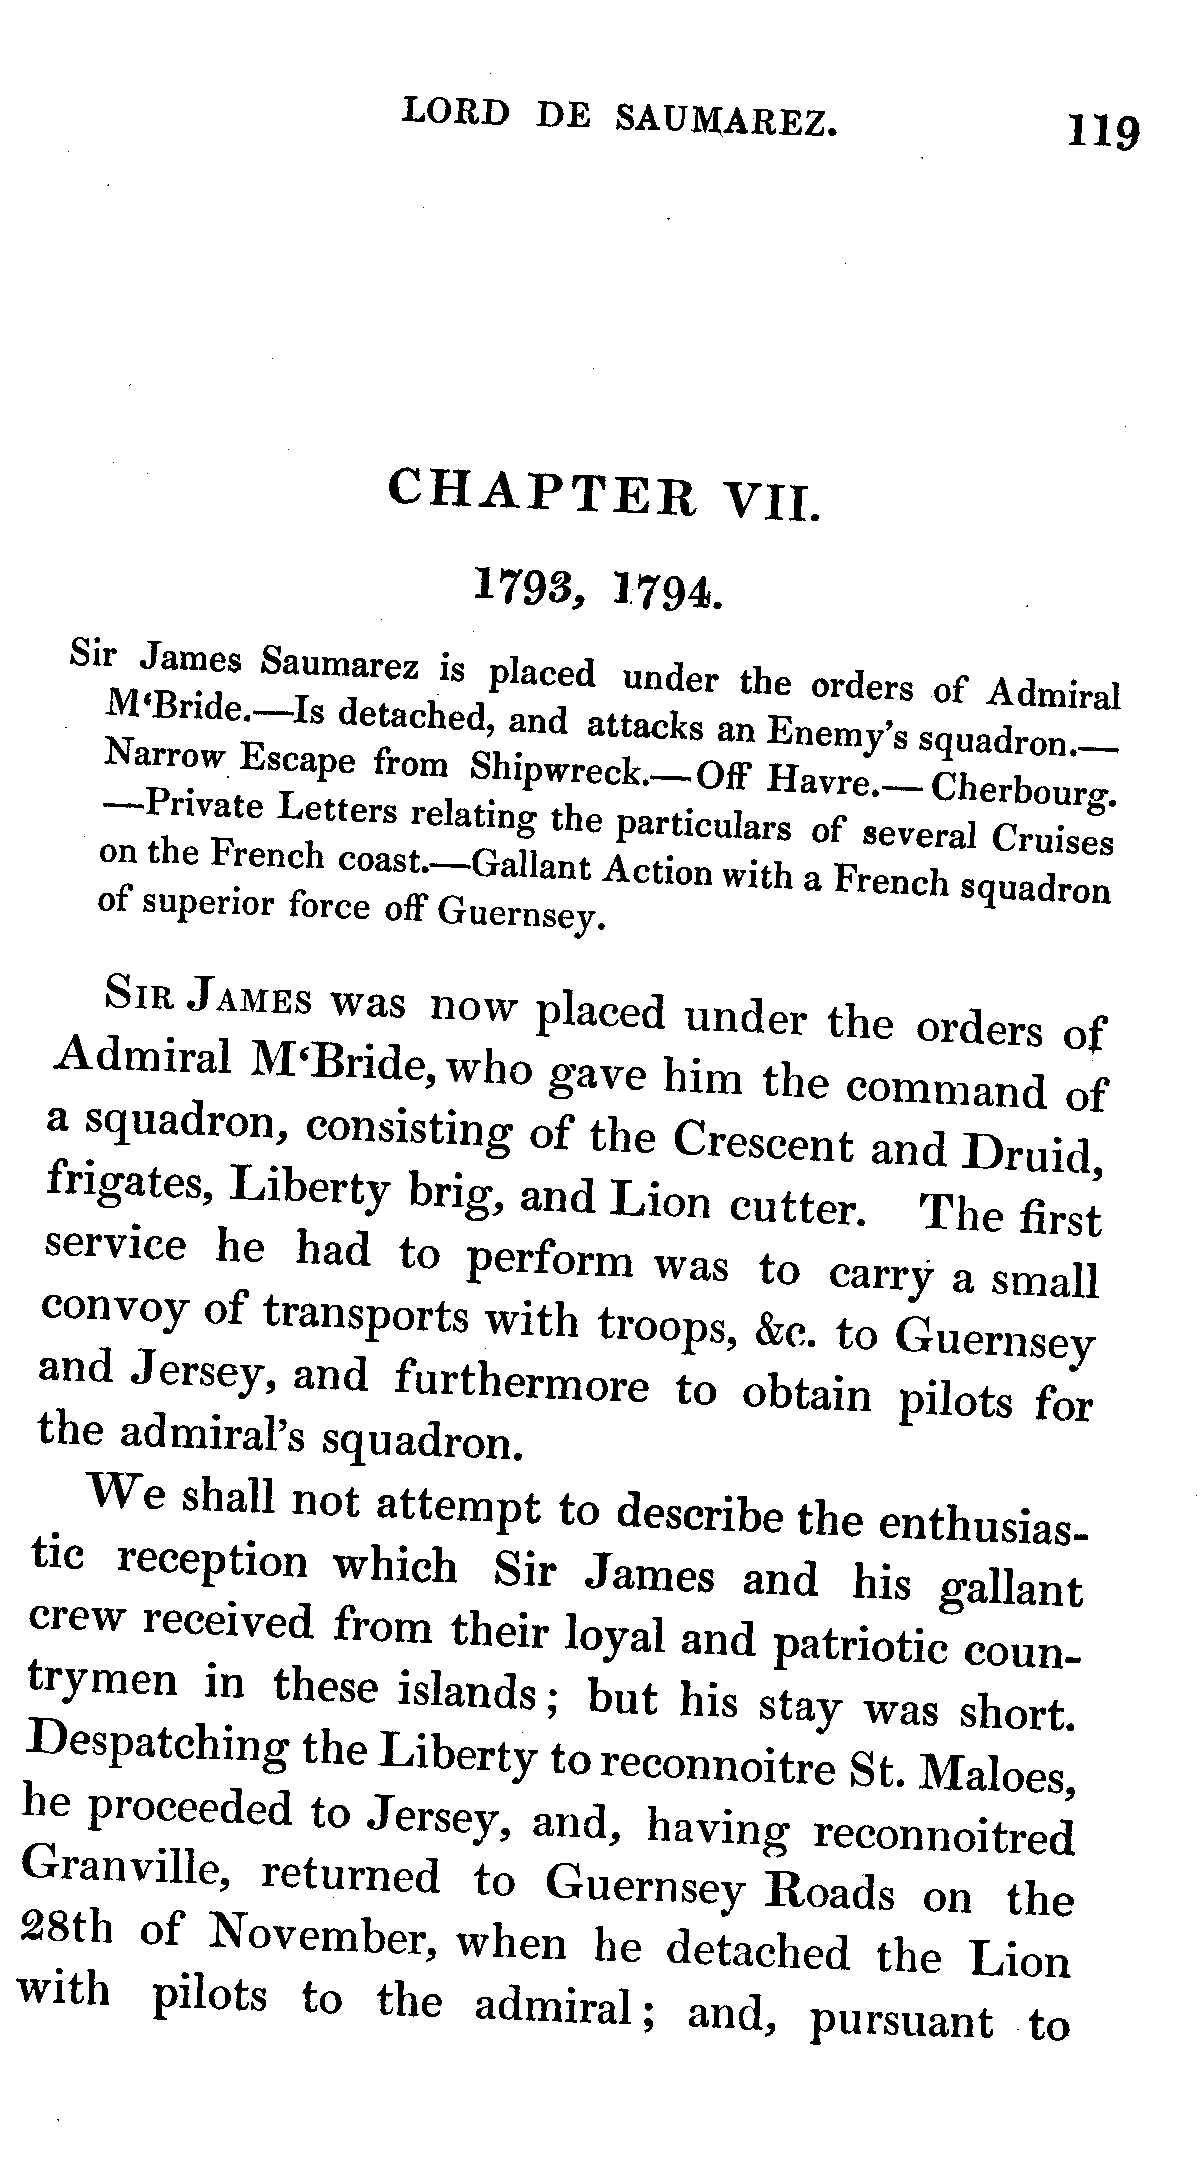 LORD DE SAUMAREZ. 119
CHAPTER VII.
1793, 1794.
Sir James Saumarez is placed under the orders of Admiral
M‘Bride.—Is detached, and attacks an Enemy’s squadron.—
Narrow Escape from Shipwreck.—Off Havre.—Cherbourg.
—Private Letters relating the particulars of several Cruises
on the French coast.—Gallant Action with a French squadron
of superior force off Guernsey.
SIR JAMES was now placed under the orders of
Admiral M‘Bride, who gave him the command of
a squadron, consisting of the Crescent and Druid,
frigates, Liberty brig, and Lion cutter. The first
service he had to perform was to carry a small
convoy of transports with troops, &c. to Guernsey
and Jersey, and furthermore to obtain pilots for
the admiral’s squadron.
We shall not attempt to describe the enthusias-
tic reception which Sir James and his gallant
crew received from their loyal and patriotic coun-
trymen in these islands; but his stay was short.
Despatching the Liberty to reconnoitre St. Maloes,
he proceeded to Jersey, and, having reconnoitred
Granville, returned to Guernsey Roads on the
28th of November, when he detached the Lion
with pilots to the admiral; and, pursuant to